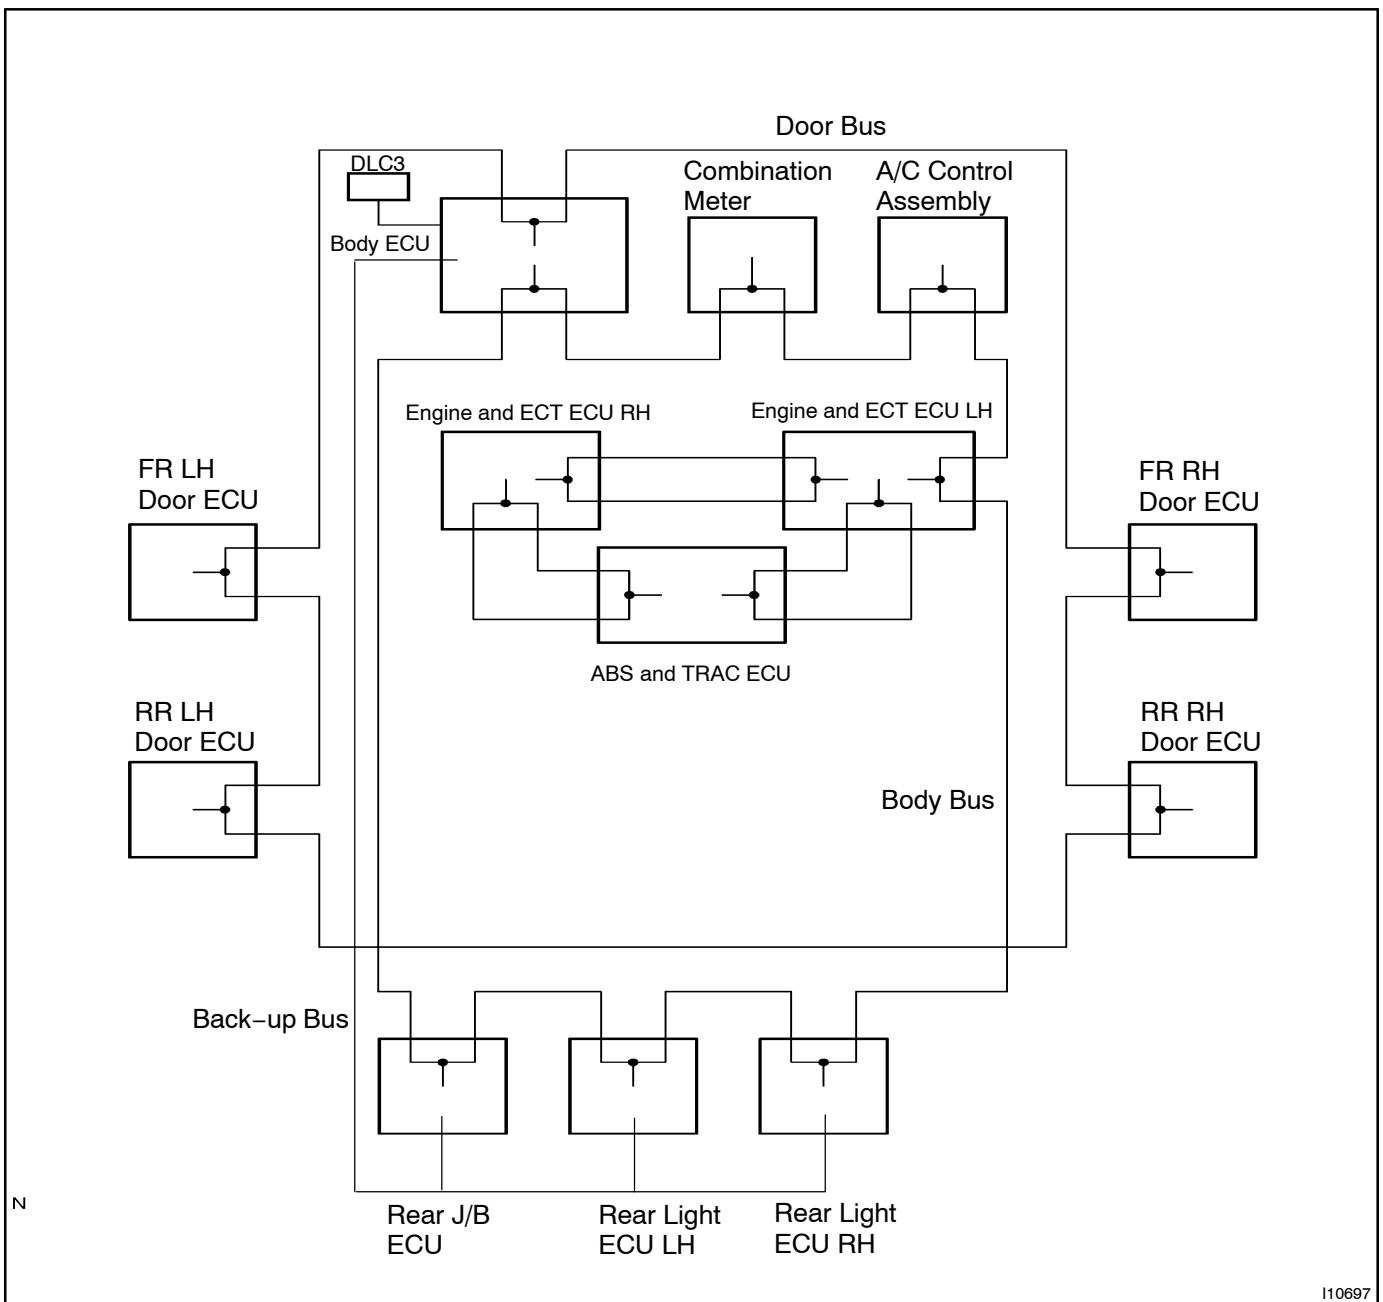 Door Bus
DLC3
Combination
Meter
A/C Control
Assembly
Body ECU
Engine and ECT ECU RH
Engine and ECT ECU LH
FR LH
Door ECU
FR RH
Door ECU
ABS and TRAC ECU
RR LH
Door ECU
RR RH
Door ECU
Body Bus
Back−up Bus
Z
Rear J/B
ECU
Rear Light
ECU LH
Rear Light
ECU RH
I10697